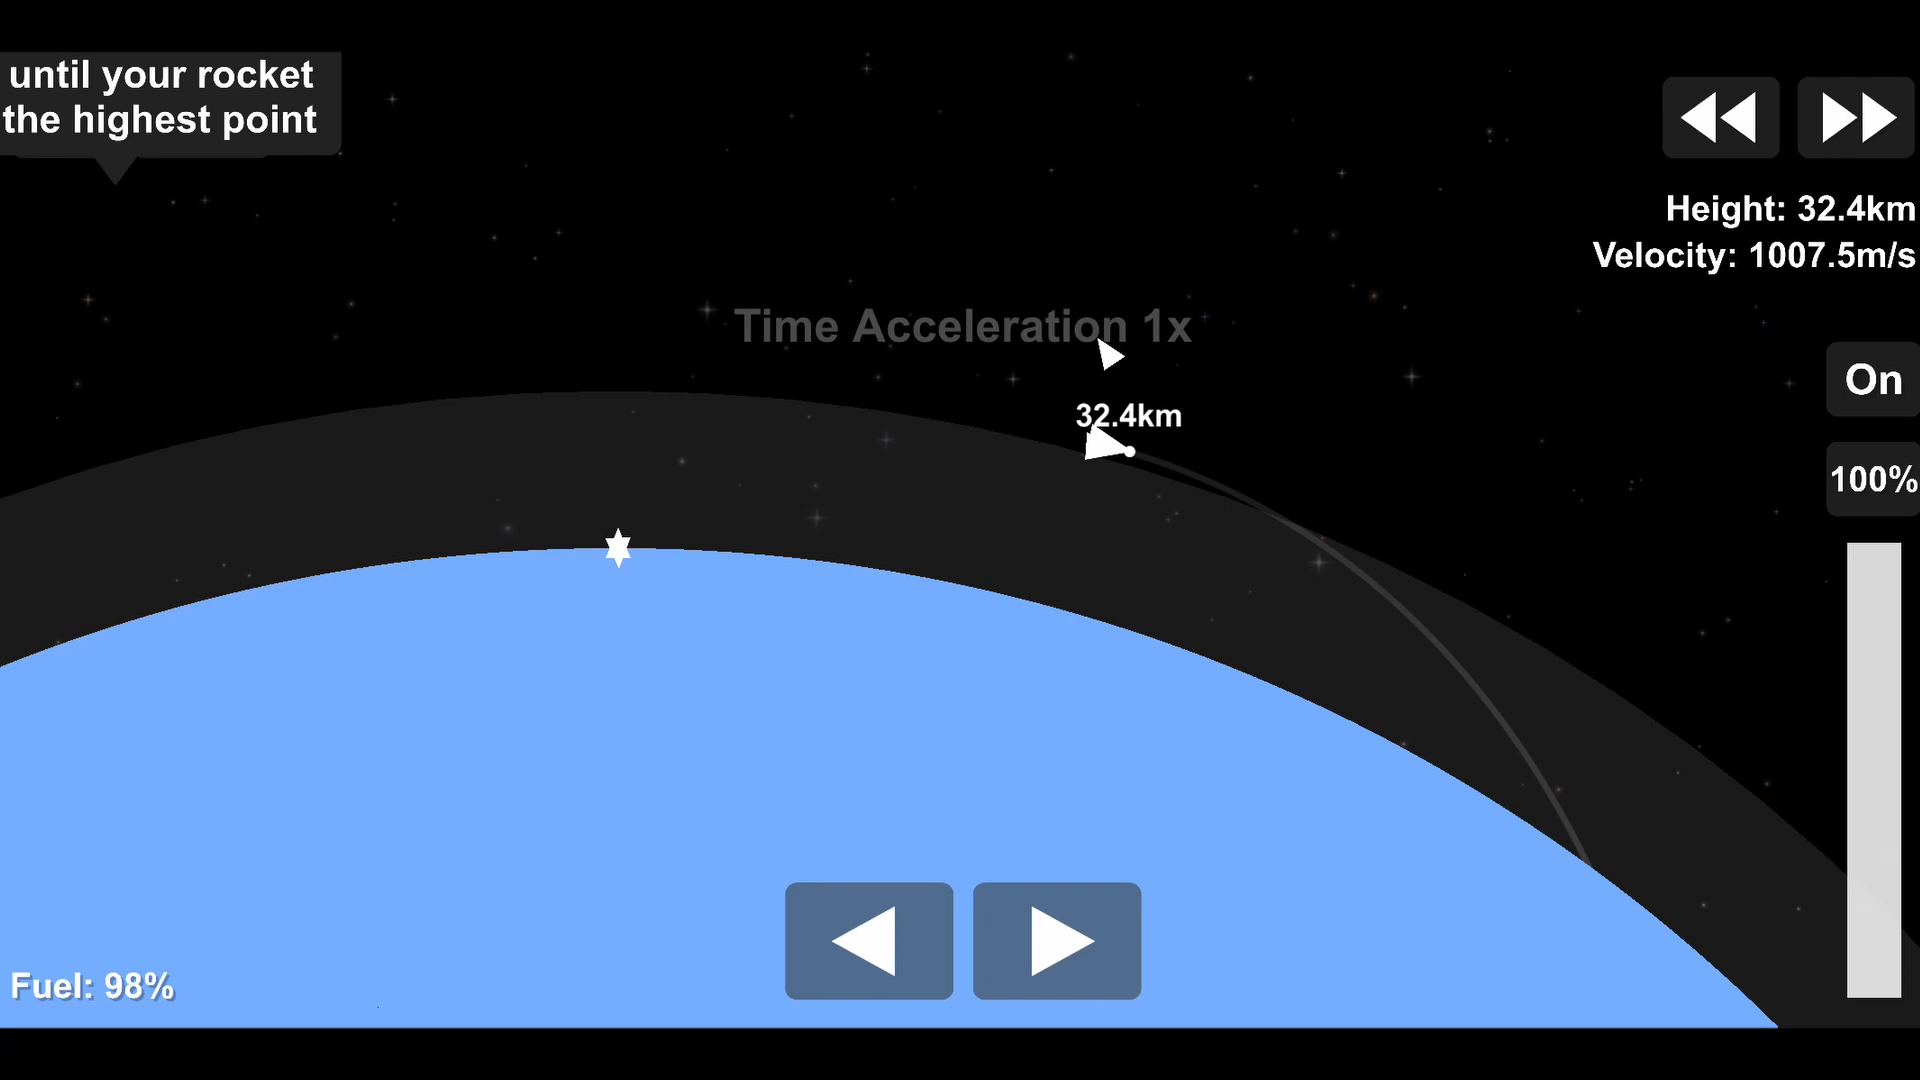 until your rocket
the highest point
Height: 32.4km
Velocity: 1007.5m/s
Time Acceleration 1x
On
32.4km
100%
Fuel: 98%